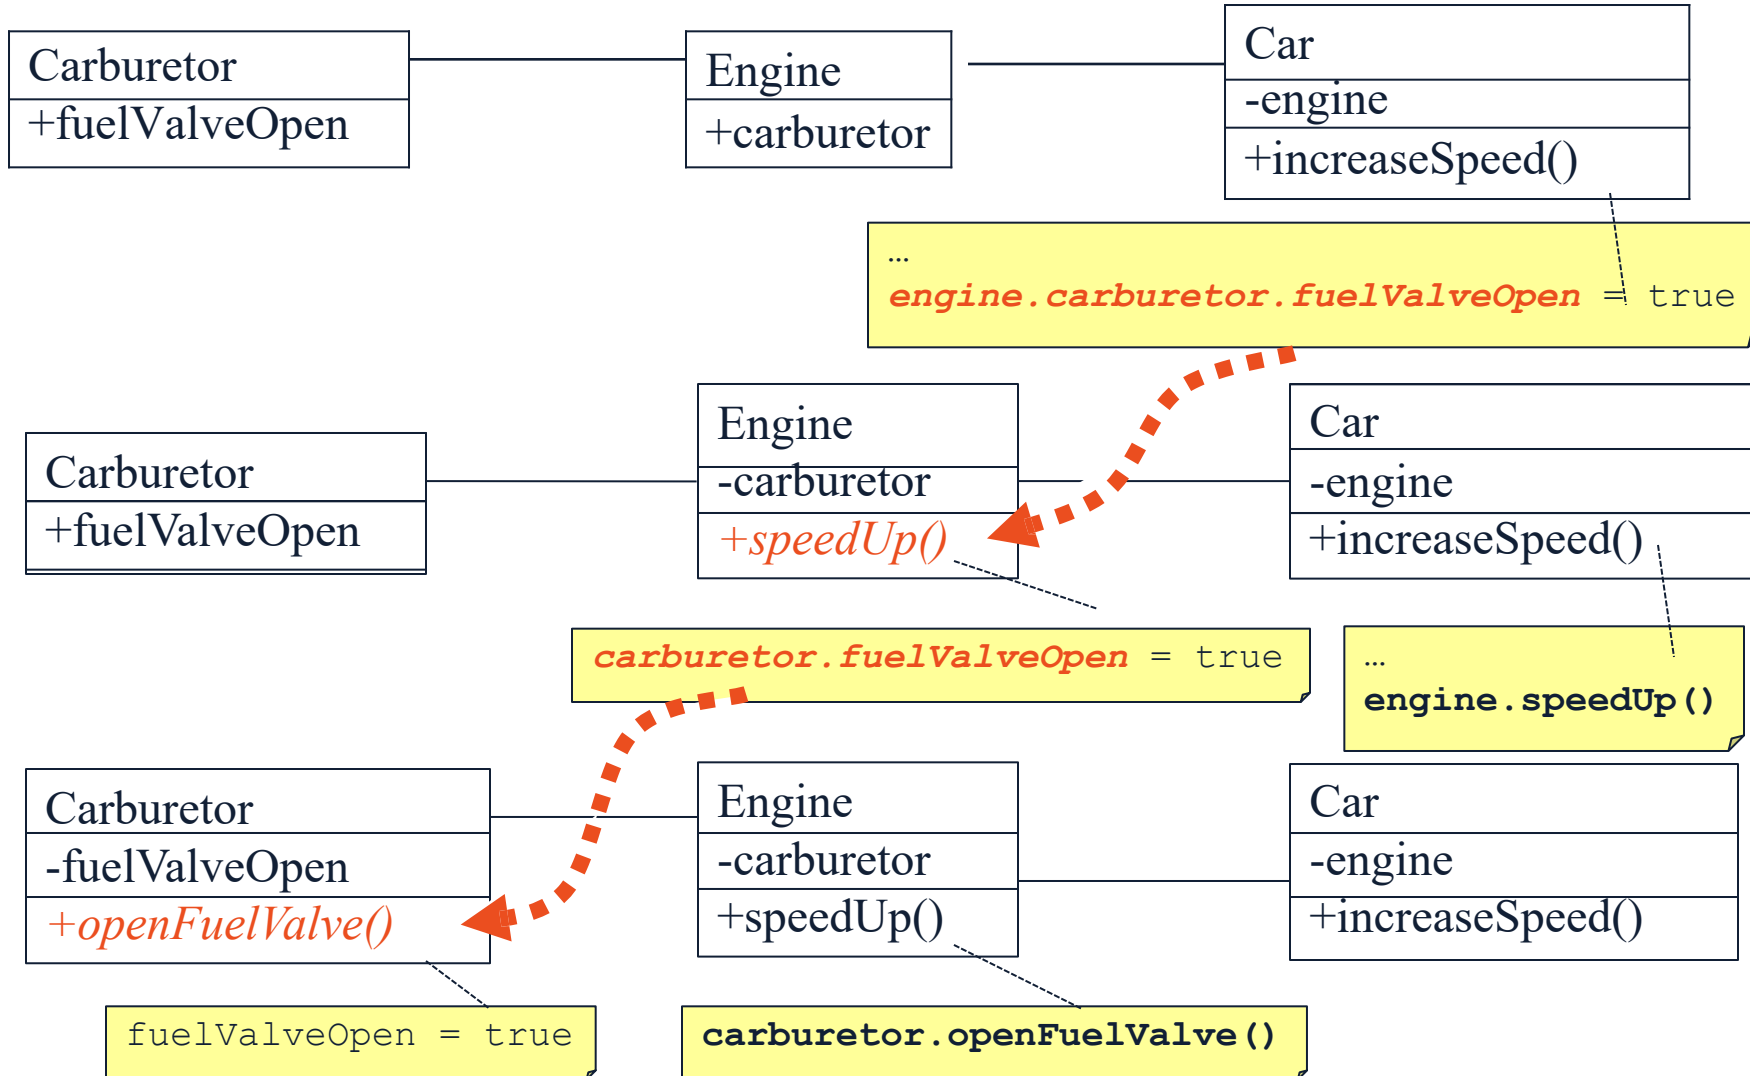 Carburetor
+fuelValveOpen
Engine
+carburetor
Car
-engine
+increaseSpeed()
…
engine.carburetor.fuelValveOpen = true
Carburetor
+fuelValveOpen
Engine
-carburetor
+speedUp()
Car
-engine
+increaseSpeed()
carburetor.fuelValveOpen = true
…
engine.speedUp()
Carburetor
-fuelValveOpen
+openFuelValve()
Engine
-carburetor
+speedUp()
Car
-engine
+increaseSpeed()
fuelValveOpen = true
carburetor.openFuelValve()